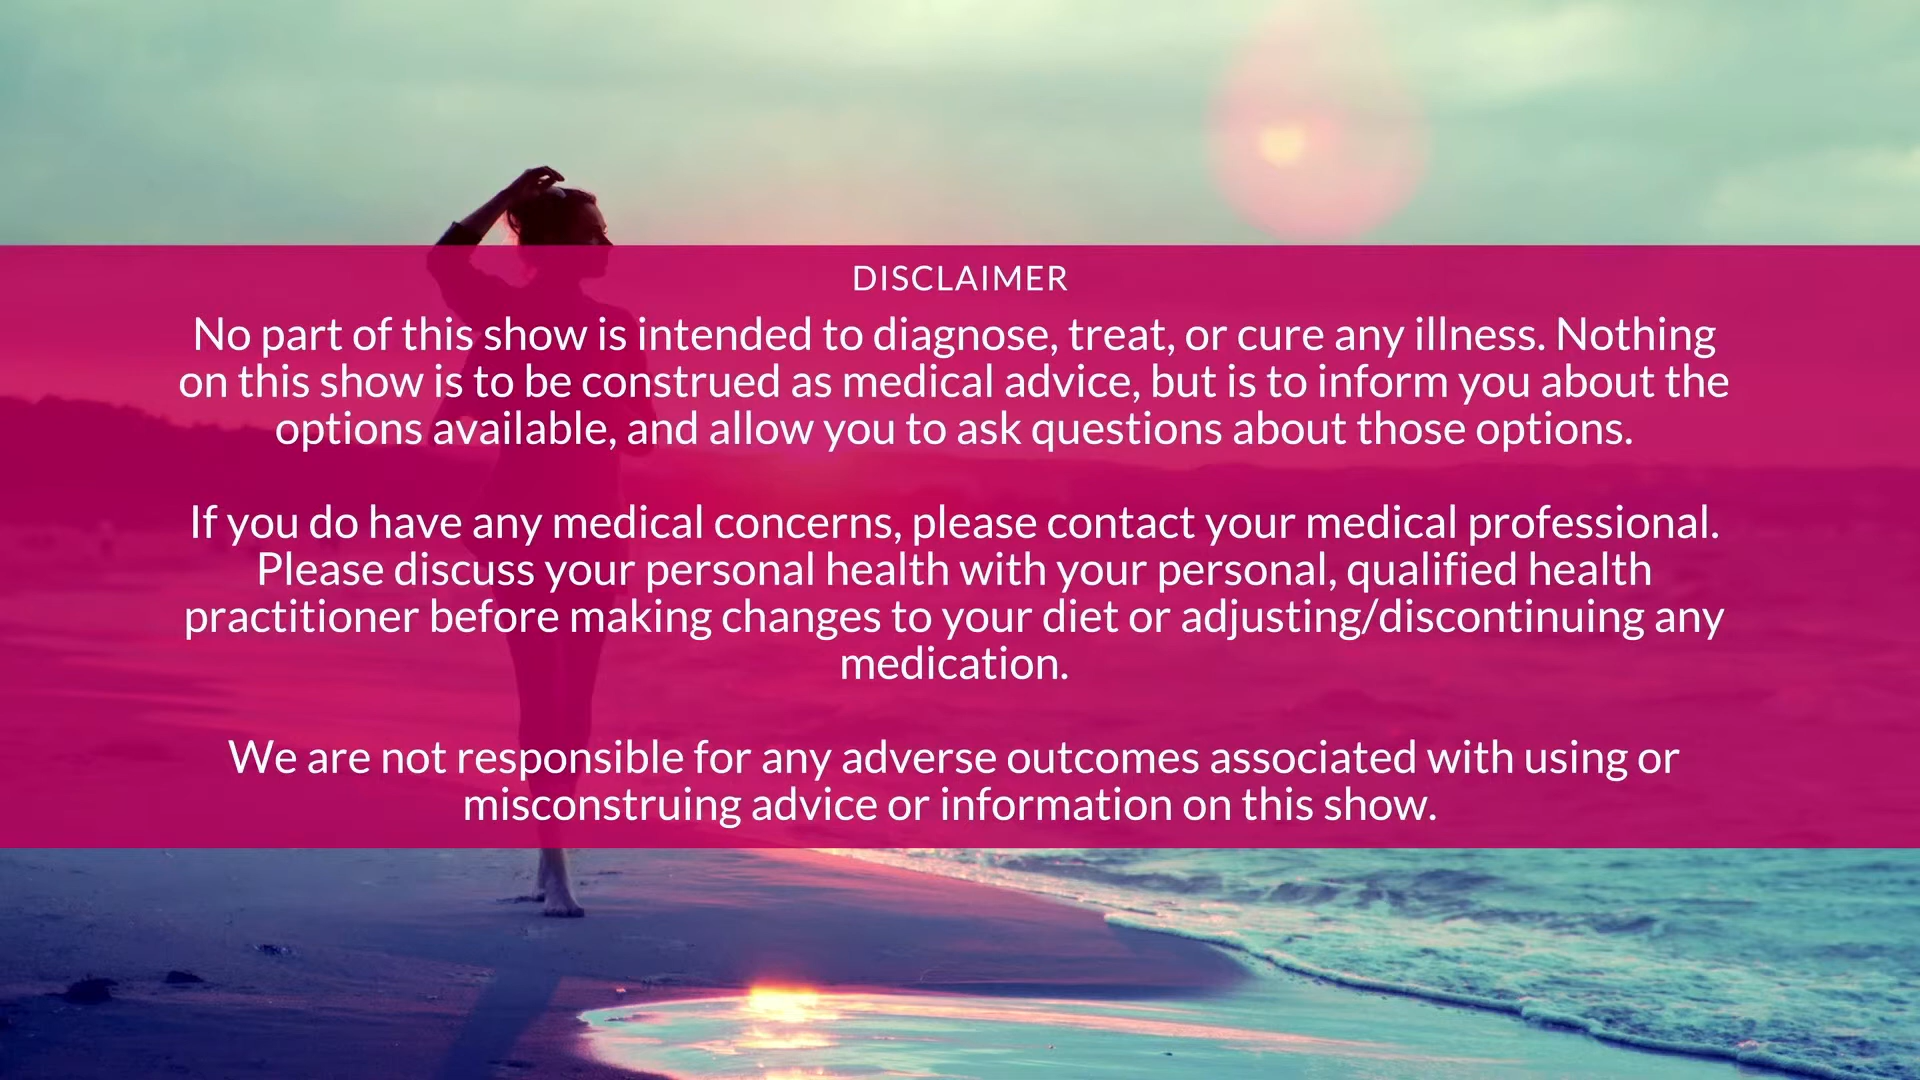 DISCLAIMER
No part of this show is intended to diagnose, treat, or cure any illness. Nothing
on this show is to be construed as medical advice, but is to inform you about the
options available, and allow you to ask questions about those options.
If you do have any medical concerns, please contact your medical professional.
Please discuss your personal health with your personal, qualified health
practitioner before making changes to your diet or adjusting/discontinuing any
medication.
We are not responsible for any adverse outcomes associated with using or
misconstruing advice or information on this show.